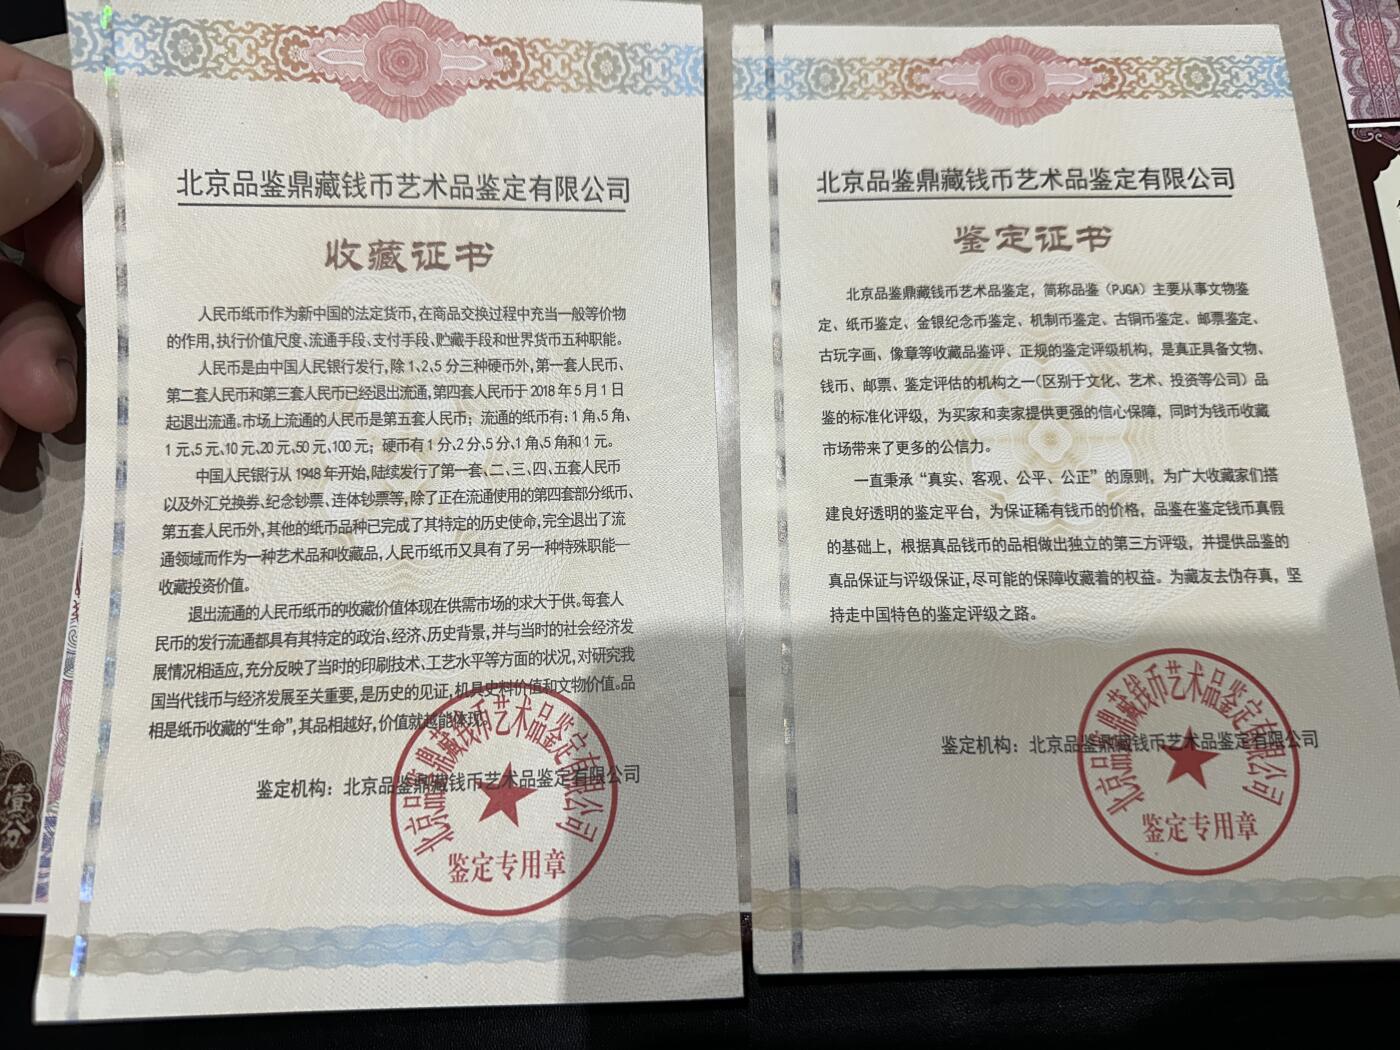 北京品鉴鼎藏钱币艺术品鉴定有限公司
收藏证书
人民币纸币作为新中国的法定货币,在商品交换过程中充当一般等价物
的作用,执行价值尺度、流通手段、支付手段、贮藏手段和世界货币五种职能。
人民币是由中国人民银行发行,除1、2、5分三种硬币外,第一套人民币、
第二套人民币和第三套人民币已经退出流通,第四套人民币于2018年5月1日
起退出流通。市场上流通的人民币是第五套人民币；流通的纸币有：1角、5角、
1元、5元、10元、20元、50元、100元；硬币有1分、2分、5分、1角、5角和1元。
中国人民银行从1948年开始,陆续发行了第一套、二、三、四、五套人民币
以及外汇兑换券、纪念钞票、连体钞票等,除了正在流通使用的第四套部分纸币、
第五套人民币外,其他的纸币品种已完成了其特定的历史使命,完全退出了流
通领域而作为一种艺术品和收藏品,人民币纸币又具有了另一种特殊职能—
收藏投资价值。
退出流通的人民币纸币的收藏价值体现在供需市场的求大于供。每套人
民币的发行流通都具有其特定的政治、经济、历史背景,并与当时的社会经济发
展情况相适应,充分反映了当时的印刷技术、工艺水平等方面的状况,对研究我
国当代钱币与经济发展至关重要,是历史的见证,机具史料价值和文物价值。品
相是纸币收藏的“生命”,其品相越好,价值就越能体现。
鉴定机构：北京品鉴鼎藏钱币艺术品鉴定有限公司
北京品鉴鼎藏钱币艺术品鉴定有限公司
鉴定专用章
北京品鉴鼎藏钱币艺术品鉴定有限公司
鉴定证书
北京品鉴鼎藏钱币艺术品鉴定，简称品鉴（PJGA）主要从事文物鉴
定、纸币鉴定、金银纪念币鉴定、机制币鉴定、古铜币鉴定、邮票鉴定、
古玩字画、像章等收藏品鉴评、正规的鉴定评级机构，是真正具备文物、
钱币、邮票、鉴定评估的机构之一（区别于文化、艺术、投资等公司）品
鉴的标准化评级，为买家和卖家提供更强的信心保障，同时为钱币收藏
市场带来了更多的公信力。
一直秉承“真实、客观、公平、公正”的原则，为广大收藏家们搭
建良好透明的鉴定平台，为保证稀有钱币的价格，品鉴在鉴定钱币真假
的基础上，根据真品钱币的品相做出独立的第三方评级，并提供品鉴的
真品保证与评级保证,尽可能的保障收藏着的权益。为藏友去伪存真，坚
持走中国特色的鉴定评级之路。
鉴定机构：北京品鉴鼎藏钱币艺术品鉴定有限公司
北京品鉴鼎藏钱币艺术品鉴定有限公司
鉴定专用章
壹分